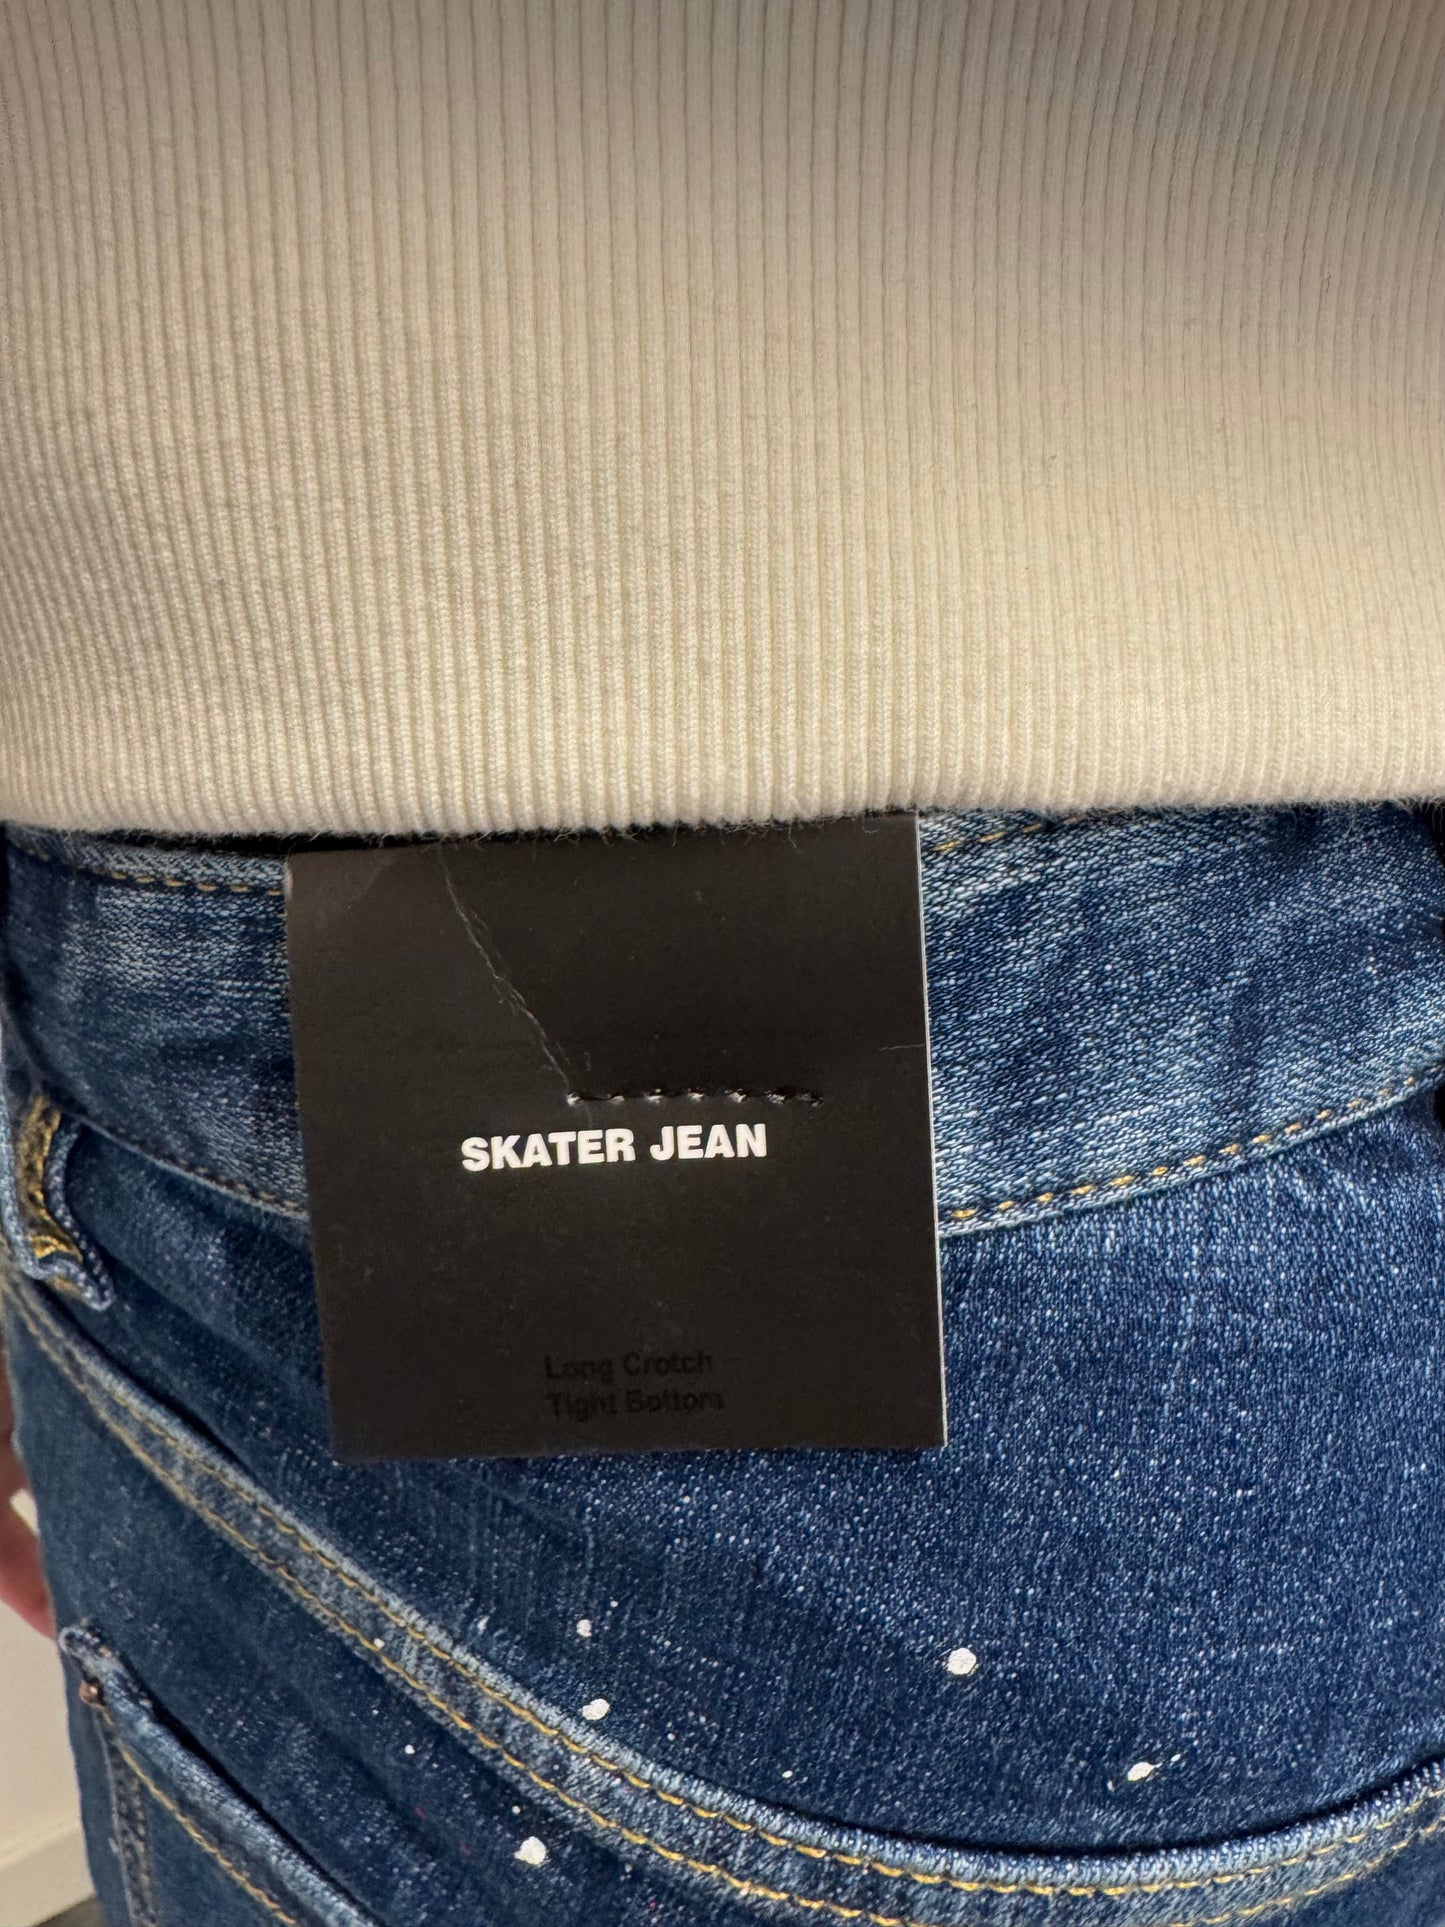 SKATER JEAN
Long Crotch
Tight Bottom